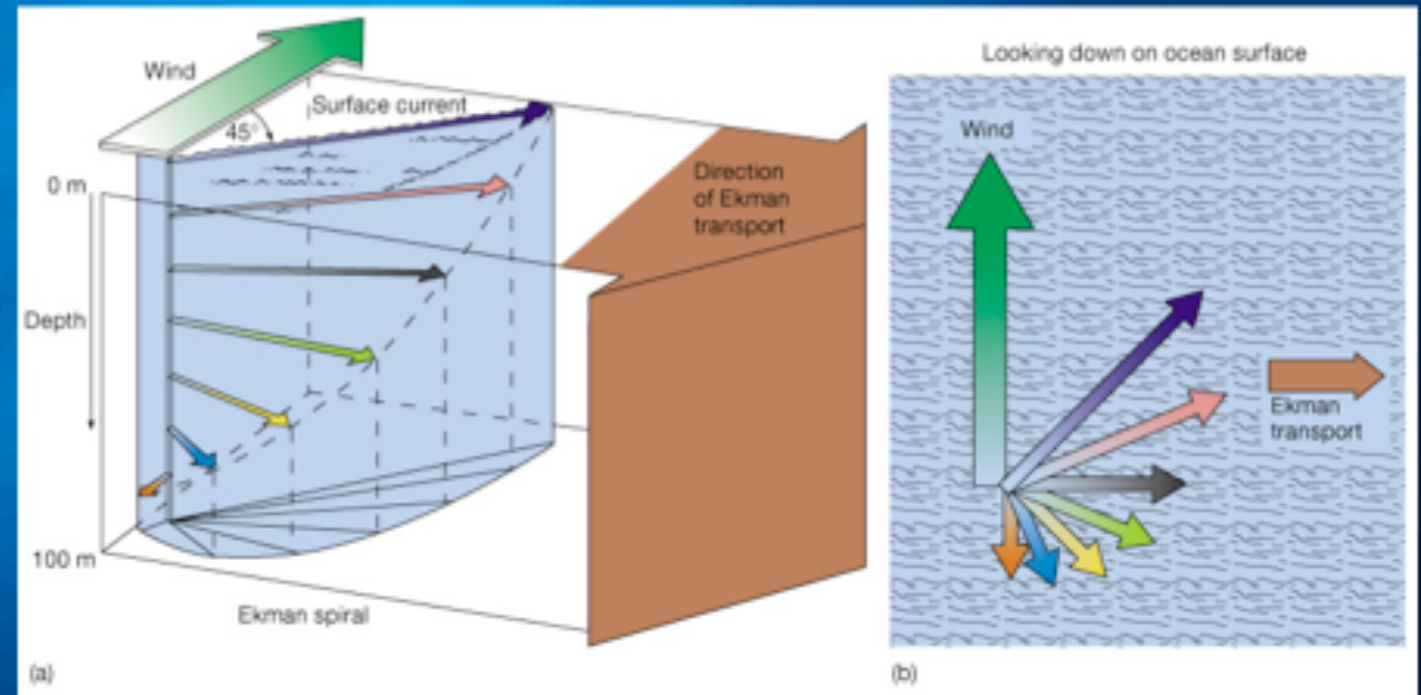 Wind
Surface current
45°
0 m
Direction
of Ekman
transport
Depth
100 m
Ekman spiral
(a)
Looking down on ocean surface
Wind
Ekman
transport
(b)